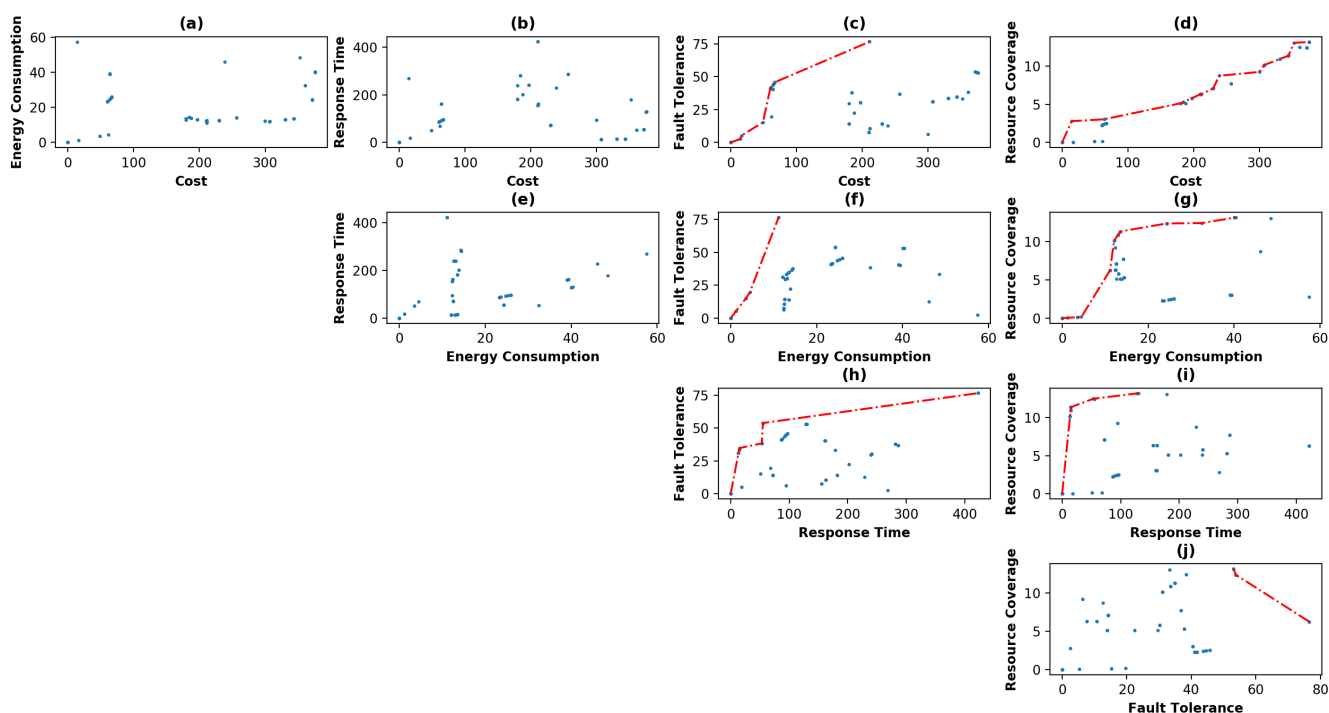 (a)
Energy Consumption
60
40
20
0
0 100 200 300
Cost
(b)
Response Time
400
200
0
0 100 200 300
Cost
(c)
Fault Tolerance
75
50
25
0
0 100 200 300
Cost
(d)
Resource Coverage
10
5
0
0 100 200 300
Cost
(e)
Response Time
400
200
0
0 20 40 60
Energy Consumption
(f)
Fault Tolerance
75
50
25
0
0 20 40 60
Energy Consumption
(g)
Resource Coverage
10
5
0
0 20 40 60
Energy Consumption
(h)
Fault Tolerance
75
50
25
0
0 100 200 300 400
Response Time
(i)
Resource Coverage
10
5
0
0 100 200 300 400
Response Time
(j)
Resource Coverage
10
5
0
0 20 40 60 80
Fault Tolerance